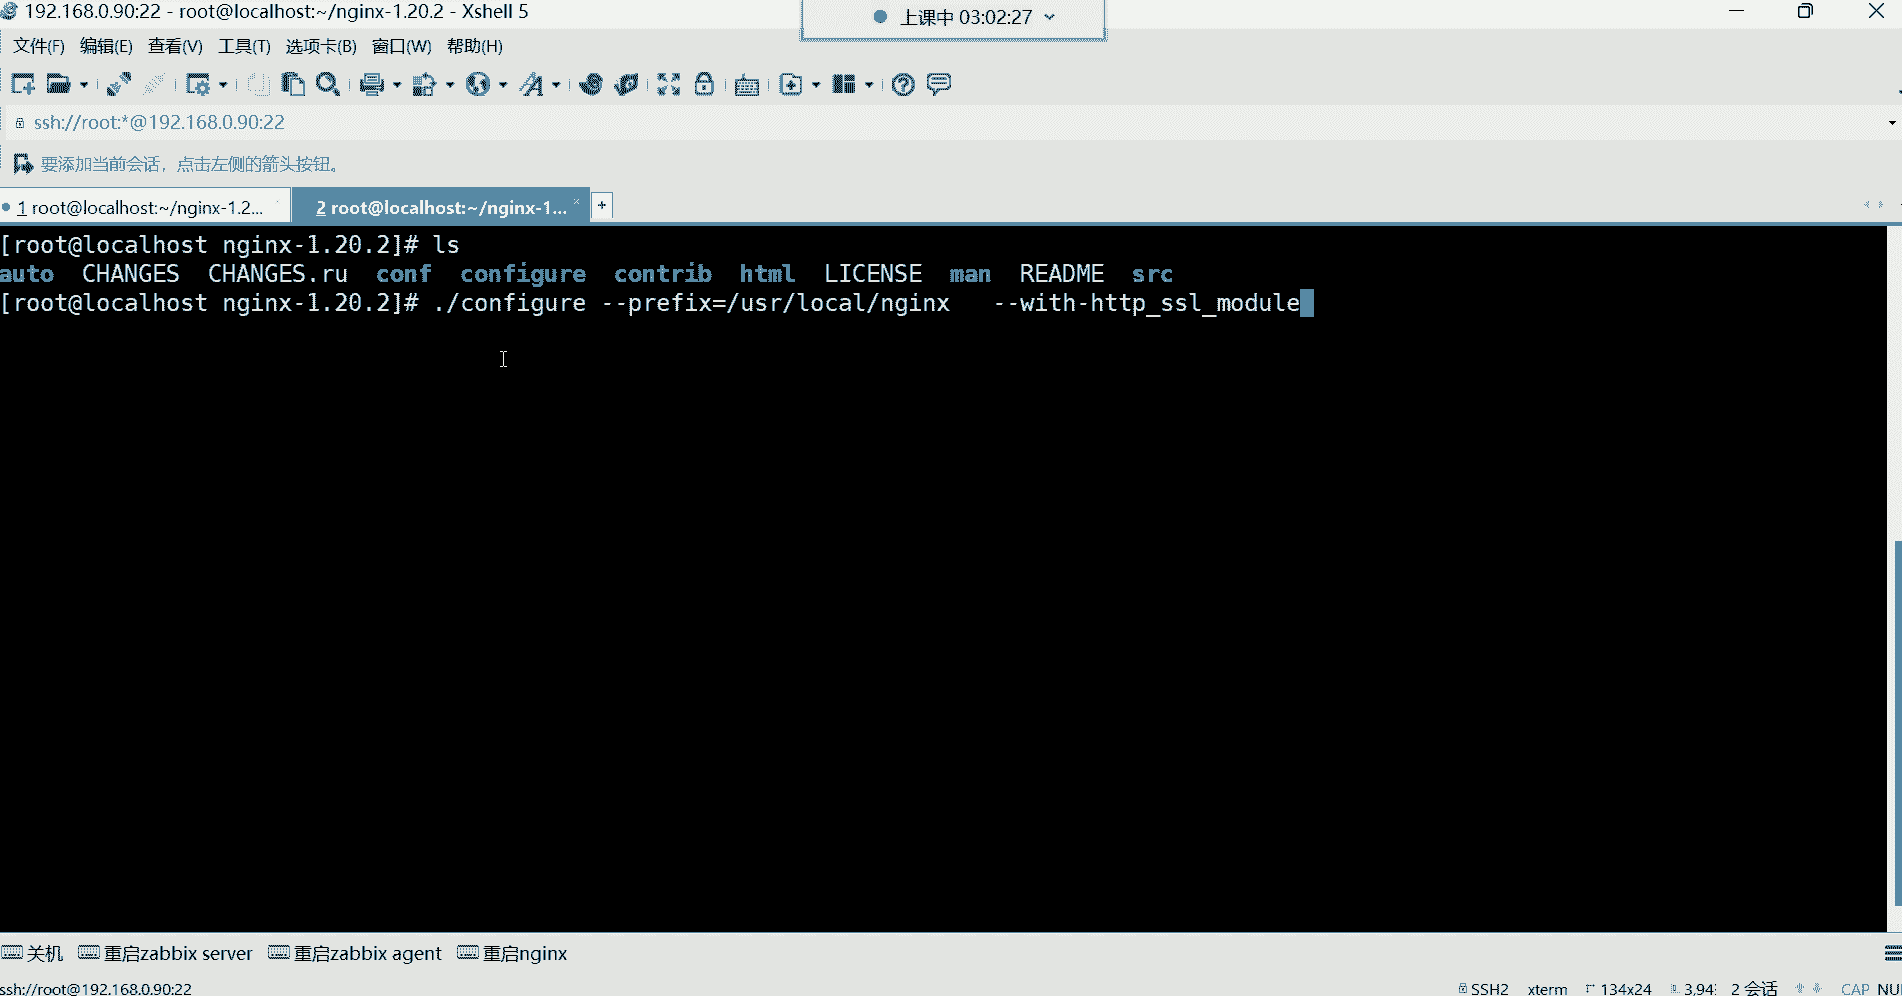 192.168.0.90:22 - root@localhost:~/nginx-1.20.2 - Xshell 5
上课中 03:02:27
文件(F) 编辑(E) 查看(V) 工具(T) 选项卡(B) 窗口(W) 帮助(H)
ssh://root:*@192.168.0.90:22
要添加当前会话，点击左侧的箭头按钮。
1 root@localhost:~/nginx-1.2... 2 root@localhost:~/nginx-1... +
[root@localhost nginx-1.20.2]# ls
auto CHANGES CHANGES.ru conf configure contrib html LICENSE man README src
[root@localhost nginx-1.20.2]# ./configure --prefix=/usr/local/nginx   --with-http_ssl_module
关机 重启zabbix server 重启zabbix agent 重启nginx
ssh://root@192.168.0.90:22 SSH2 xterm 134x24 3,94 2 会话 CAP NU